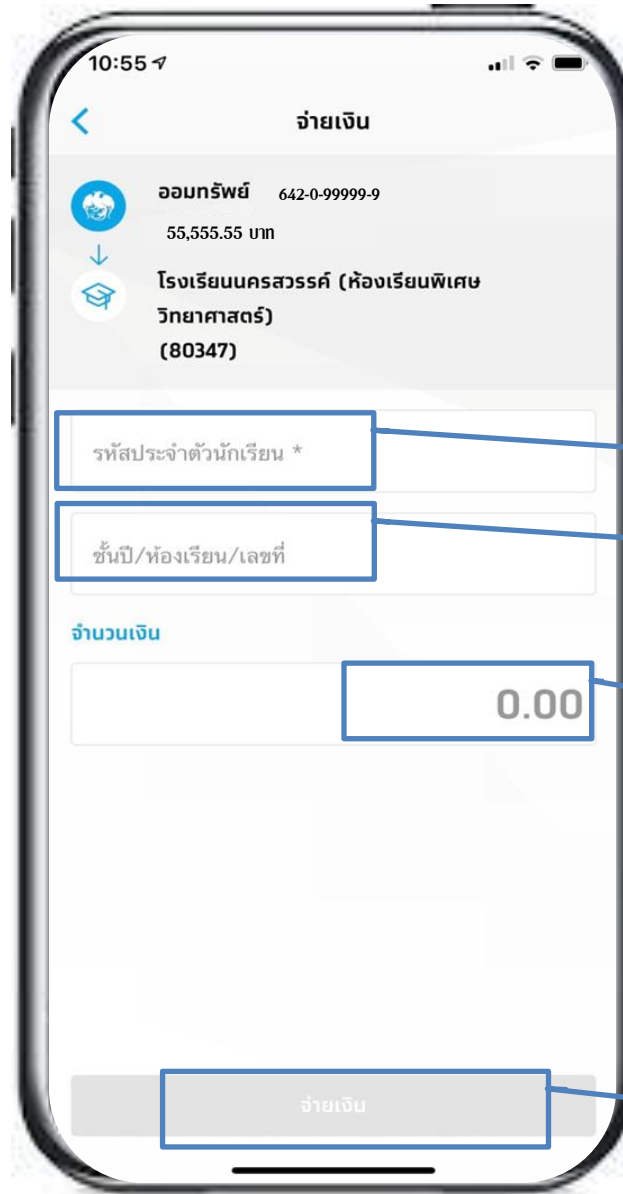 10:55
จ่ายเงิน
ออมทรัพย์ 642-0-99999-9
55,555.55 บาท
โรงเรียนนครสวรรค์ (ห้องเรียนพิเศษ
วิทยาศาสตร์)
(80347)
รหัสประจำตัวนักเรียน *
ชั้นปี/ห้องเรียน/เลขที่
จำนวนเงิน
0.00
จ่ายเงิน